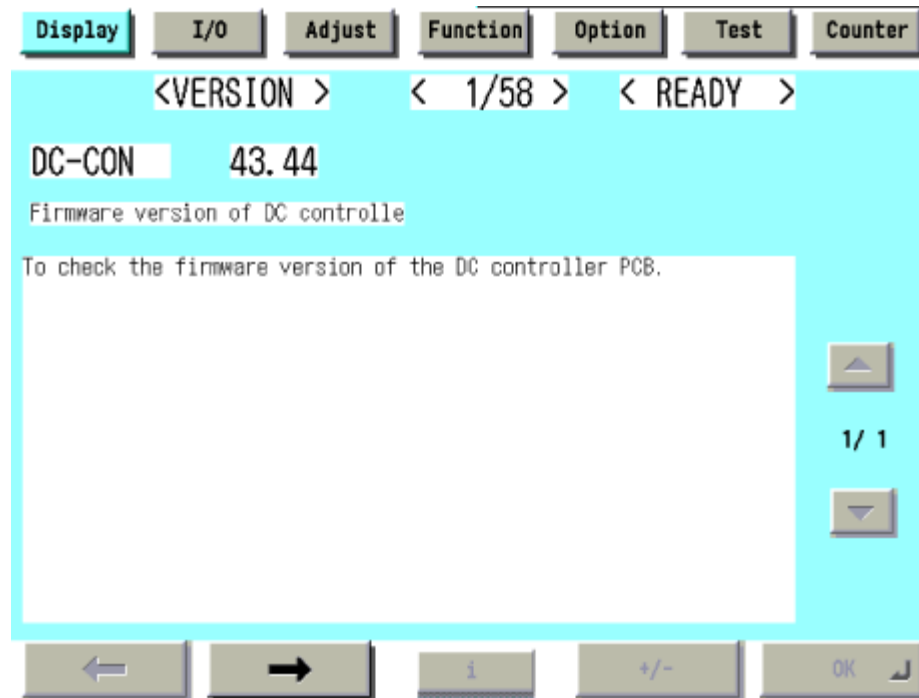 Display I/O Adjust Function Option Test Counter
<VERSION > < 1/58 > < READY >
DC-CON 43.44
Firmware version of DC controlle
To check the firmware version of the DC controller PCB.
1/ 1
i +/- OK